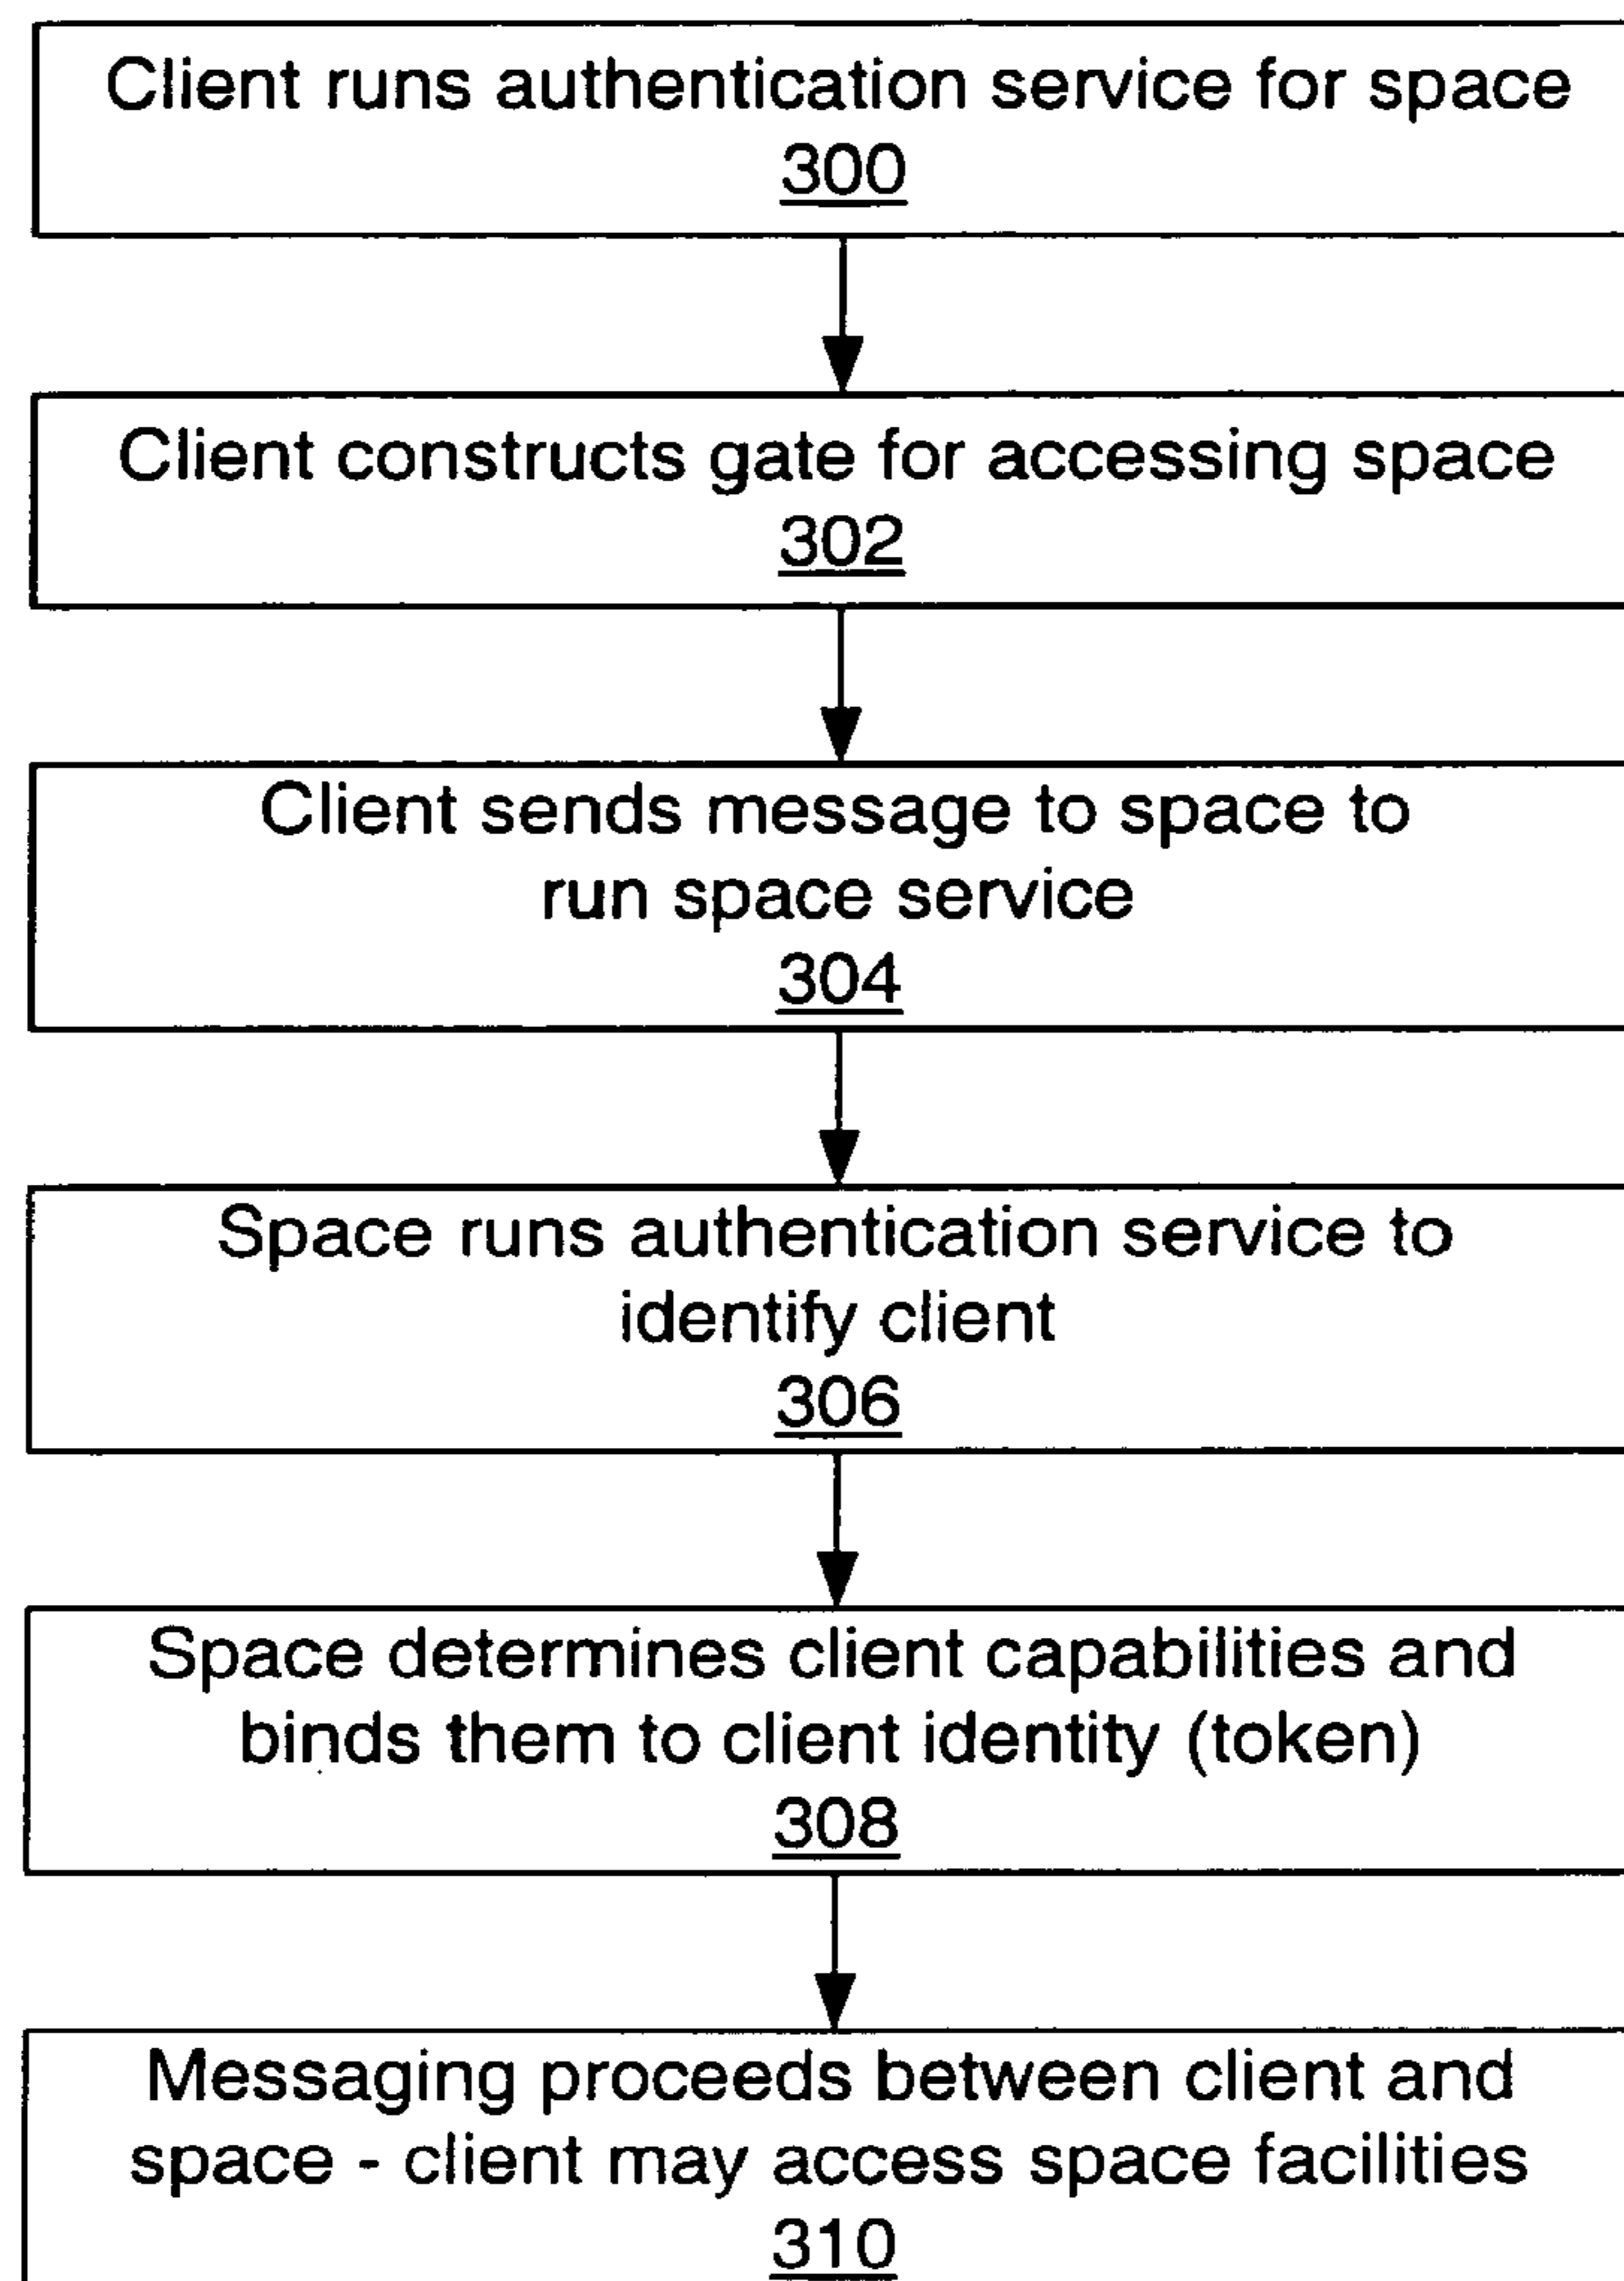 Client runs authentication service for space
300
Client constructs gate for accessing space
302
Client sends message to space to
run space service
304
Space runs authentication service to
identify client
306
Space determines client capabilities and
binds them to client identity (token)
308
Messaging proceeds between client and
space - client may access space facilities
310